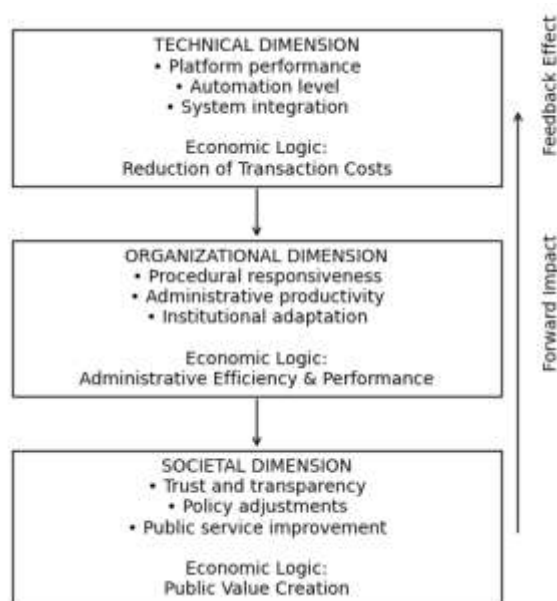 TECHNICAL DIMENSION
• Platform performance
• Automation level
• System integration
Economic Logic:
Reduction of Transaction Costs
ORGANIZATIONAL DIMENSION
• Procedural responsiveness
• Administrative productivity
• Institutional adaptation
Economic Logic:
Administrative Efficiency & Performance
SOCIETAL DIMENSION
• Trust and transparency
• Policy adjustments
• Public service improvement
Economic Logic:
Public Value Creation
Feedback Effect
Forward Impact